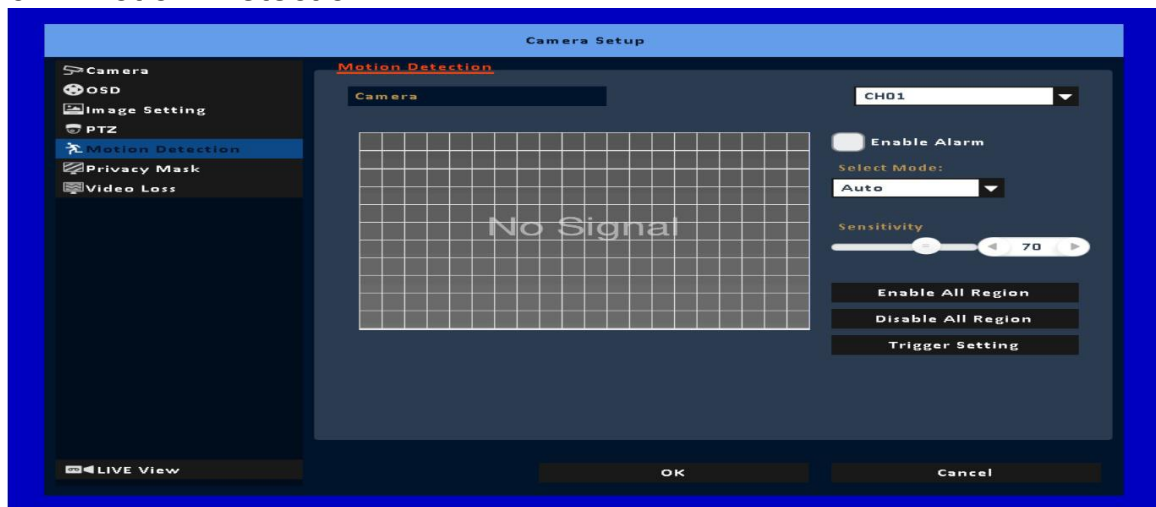 Camera Setup
Camera
OSD
Image Setting
PTZ
Motion Detection
Privacy Mask
Video Loss
LIVE View
Motion Detection
Camera
CH01
No Signal
Enable Alarm
Select Mode:
Auto
Sensitivity
70
Enable All Region
Disable All Region
Trigger Setting
OK
Cancel